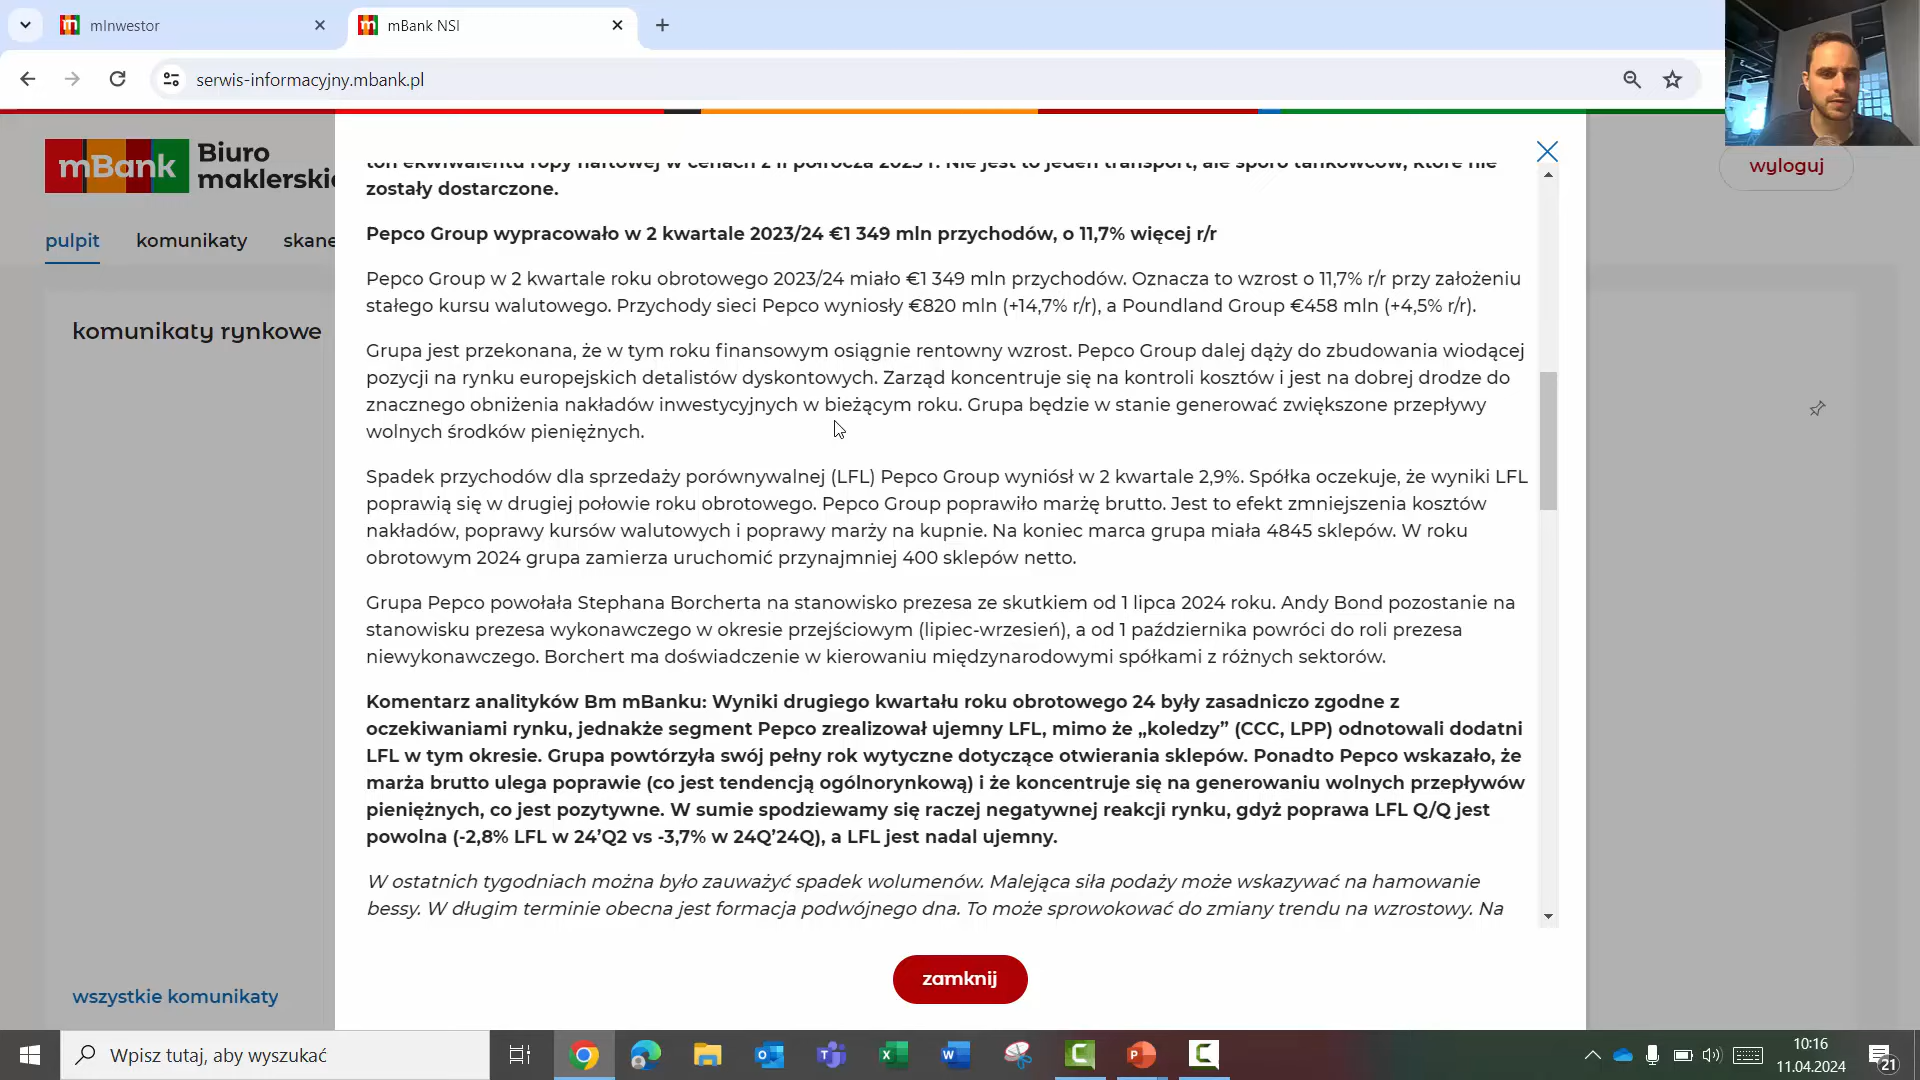 mInwestor
mBank NSI
serwis-informacyjny.mbank.pl
mBank Biuro
maklerskie
wyloguj
pulpit komunikaty skane
komunikaty rynkowe
ton ekwiwalentu ropy naftowej w cenach z II półrocza 2023 r. Nie jest to jeden transport, ale sporo tankowców, które nie
zostały dostarczone.
Pepco Group wypracowało w 2 kwartale 2023/24 €1 349 mln przychodów, o 11,7% więcej r/r
Pepco Group w 2 kwartale roku obrotowego 2023/24 miało €1 349 mln przychodów. Oznacza to wzrost o 11,7% r/r przy założeniu
stałego kursu walutowego. Przychody sieci Pepco wyniosły €820 mln (+14,7% r/r), a Poundland Group €458 mln (+4,5% r/r).
Grupa jest przekonana, że w tym roku finansowym osiągnie rentowny wzrost. Pepco Group dalej dąży do zbudowania wiodącej
pozycji na rynku europejskich detalistów dyskontowych. Zarząd koncentruje się na kontroli kosztów i jest na dobrej drodze do
znacznego obniżenia nakładów inwestycyjnych w bieżącym roku. Grupa będzie w stanie generować zwiększone przepływy
wolnych środków pieniężnych.
Spadek przychodów dla sprzedaży porównywalnej (LFL) Pepco Group wyniósł w 2 kwartale 2,9%. Spółka oczekuje, że wyniki LFL
poprawią się w drugiej połowie roku obrotowego. Pepco Group poprawiło marżę brutto. Jest to efekt zmniejszenia kosztów
nakładów, poprawy kursów walutowych i poprawy marży na kupnie. Na koniec marca grupa miała 4845 sklepów. W roku
obrotowym 2024 grupa zamierza uruchomić przynajmniej 400 sklepów netto.
Grupa Pepco powołała Stephana Borcherta na stanowisko prezesa ze skutkiem od 1 lipca 2024 roku. Andy Bond pozostanie na
stanowisku prezesa wykonawczego w okresie przejściowym (lipiec-wrzesień), a od 1 października powróci do roli prezesa
niewykonawczego. Borchert ma doświadczenie w kierowaniu międzynarodowymi spółkami z różnych sektorów.
Komentarz analityków Bm mBanku: Wyniki drugiego kwartału roku obrotowego 24 były zasadniczo zgodne z
oczekiwaniami rynku, jednakże segment Pepco zrealizował ujemny LFL, mimo że „koledzy” (CCC, LPP) odnotowali dodatni
LFL w tym okresie. Grupa powtórzyła swój pełny rok wytyczne dotyczące otwierania sklepów. Ponadto Pepco wskazało, że
marża brutto ulega poprawie (co jest tendencją ogólnorynkową) i że koncentruje się na generowaniu wolnych przepływów
pieniężnych, co jest pozytywne. W sumie spodziewamy się raczej negatywnej reakcji rynku, gdyż poprawa LFL Q/Q jest
powolna (-2,8% LFL w 24’Q2 vs -3,7% w 24Q’24Q), a LFL jest nadal ujemny.
W ostatnich tygodniach można było zauważyć spadek wolumenów. Malejąca siła podaży może wskazywać na hamowanie
bessy. W długim terminie obecna jest formacja podwójnego dna. To może sprowokować do zmiany trendu na wzrostowy. Na
wszystkie komunikaty
zamknij
Wpisz tutaj, aby wyszukać
10:16
11.04.2024
21